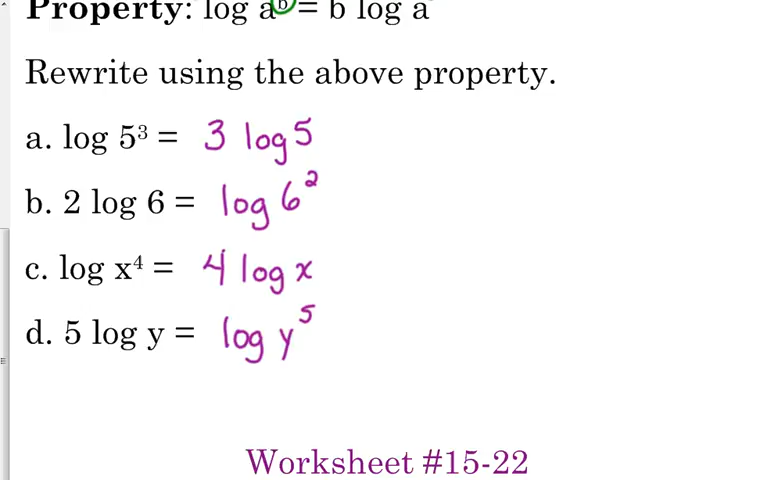 Property: log aᵇ = b log a
Rewrite using the above property.
a. log 5³ = 3 log 5
b. 2 log 6 = log 6²
c. log x⁴ = 4 log x
d. 5 log y = log y⁵
Worksheet #15-22